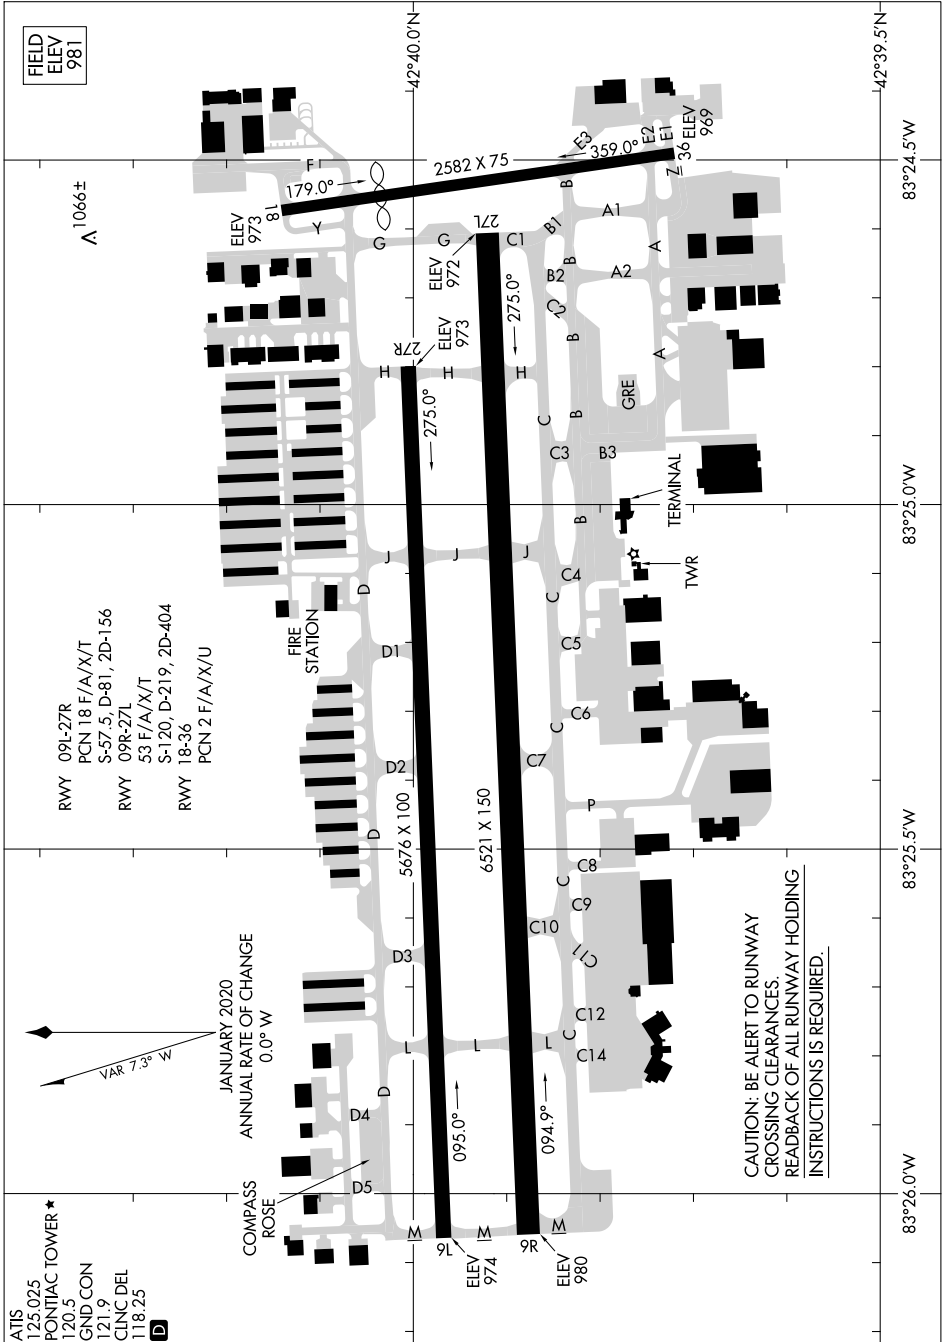 ATIS
125.025
PONTIAC TOWER★
120.5
GND CON
121.9
CLNC DEL
118.25
D
VAR 7.3° W
JANUARY 2020
ANNUAL RATE OF CHANGE
0.0° W
RWY 09L-27R
PCN 18 F/A/X/T
S-57.5, D-81, 2D-156
RWY 09R-27L
53 F/A/X/T
S-120, D-219, 2D-404
RWY 18-36
PCN 2 F/A/X/U
1066±
FIELD
ELEV
981
COMPASS
ROSE
D5
D4
D
L
D3
D
D2
D1
D
FIRE
STATION
J
H
G
Y
F1
ELEV
973
18
179.0°
42°40.0'N
M
9L
ELEV
974
095.0°
5676 X 100
275.0°
27R
ELEV
973
M
L
J
H
G
ELEV
972
27L
2582 X 75
359.0°
9R
ELEV
980
094.9°
6521 X 150
275.0°
M
L
C
C14
C12
C11
C10
C9
C
C8
P
C7
C
C6
C5
C
C4
J
B
C3
C
B
H
B
C2
B2
B
C1
B1
B
E3
E2
E1
36
Z
ELEV
969
A1
A2
A
A
GRE
B3
TERMINAL
TWR
CAUTION: BE ALERT TO RUNWAY
CROSSING CLEARANCES.
READBACK OF ALL RUNWAY HOLDING
INSTRUCTIONS IS REQUIRED.
83°26.0'W
83°25.5'W
83°25.0'W
83°24.5'W
42°39.5'N